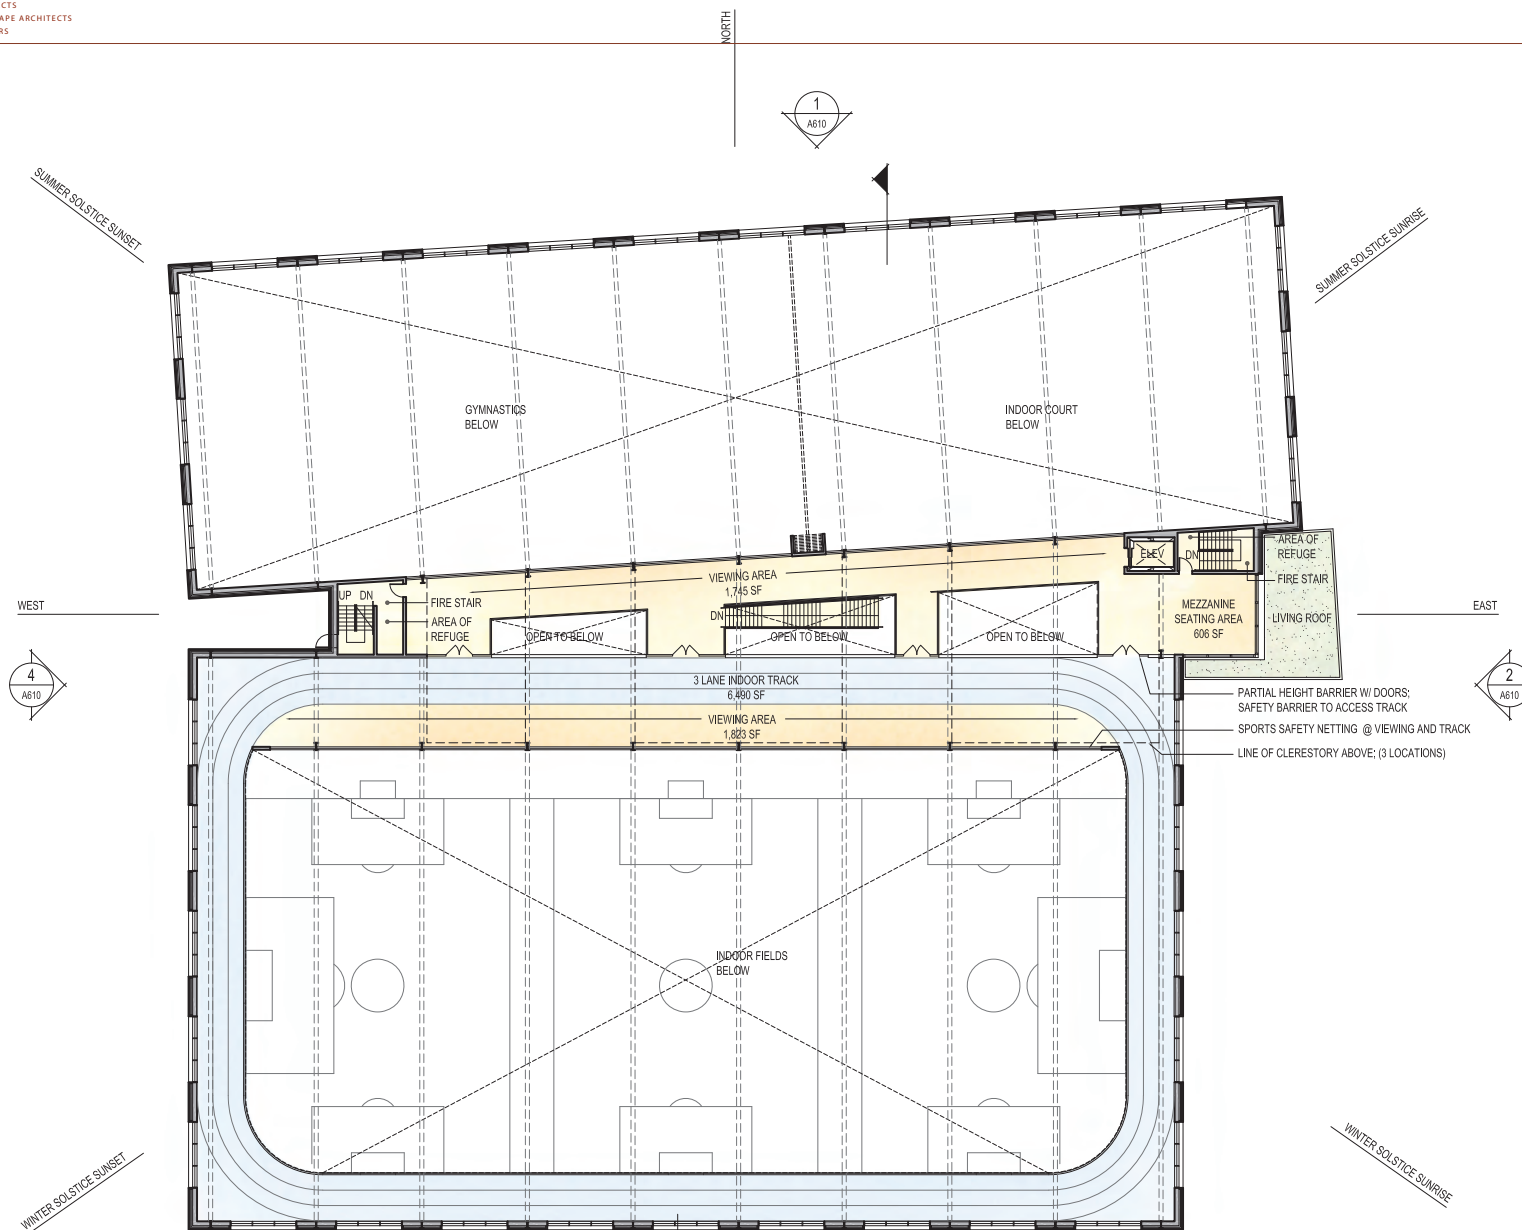 CTS
APE ARCHITECTS
RS
NORTH
1
A610
SUMMER SOLSTICE SUNSET
SUMMER SOLSTICE SUNRISE
GYMNASTICS
BELOW
INDOOR COURT
BELOW
ELEV
DN
AREA OF
REFUGE
FIRE STAIR
VIEWING AREA
1,745 SF
UP DN
FIRE STAIR
AREA OF
REFUGE
WEST
EAST
MEZZANINE
SEATING AREA
606 SF
LIVING ROOF
DN
OPEN TO BELOW
OPEN TO BELOW
OPEN TO BELOW
4
A610
2
A610
3 LANE INDOOR TRACK
6,490 SF
PARTIAL HEIGHT BARRIER W/ DOORS;
SAFETY BARRIER TO ACCESS TRACK
VIEWING AREA
1,823 SF
SPORTS SAFETY NETTING @ VIEWING AND TRACK
LINE OF CLERESTORY ABOVE; (3 LOCATIONS)
INDOOR FIELDS
BELOW
WINTER SOLSTICE SUNSET
WINTER SOLSTICE SUNRISE